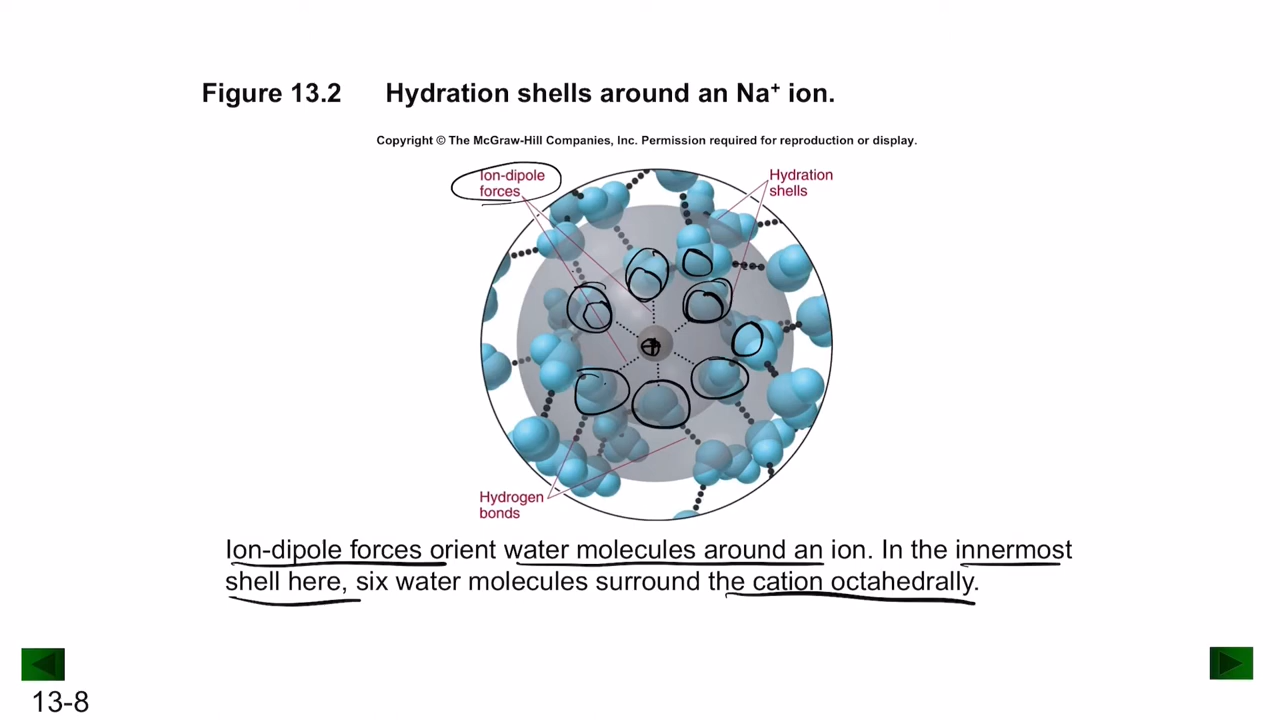 Figure 13.2 Hydration shells around an Na⁺ ion.
Copyright © The McGraw-Hill Companies, Inc. Permission required for reproduction or display.
Ion-dipole
forces
Hydration
shells
+
Hydrogen
bonds
Ion-dipole forces orient water molecules around an ion. In the innermost
shell here, six water molecules surround the cation octahedrally.
13-8